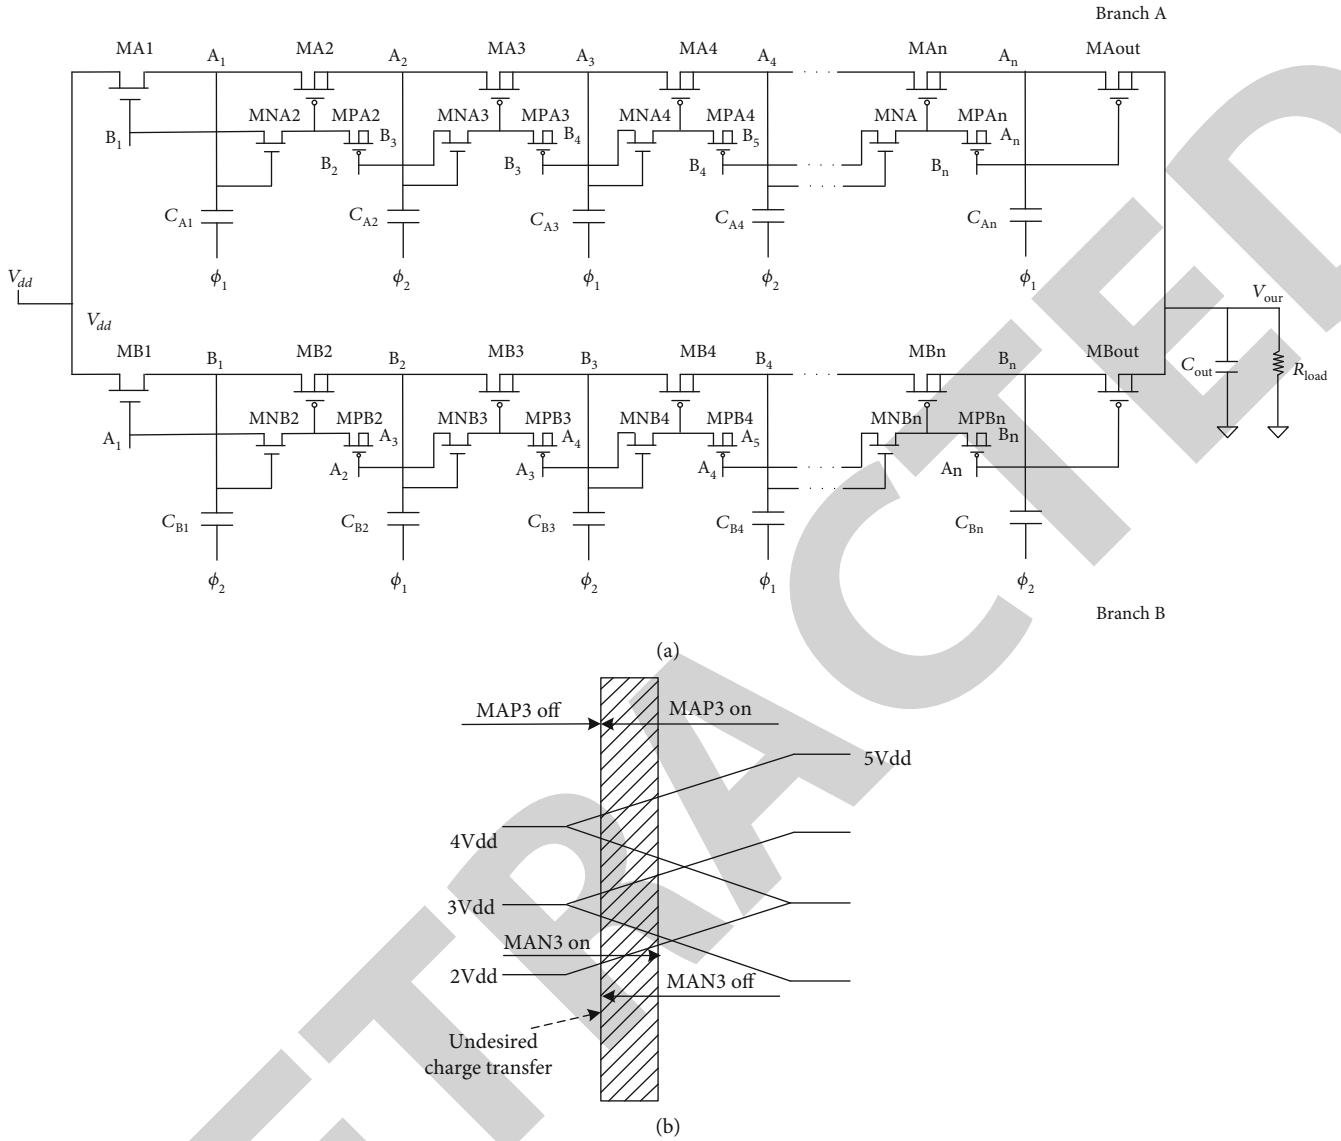 Branch A
MA1 A1 MA2 A2 MA3 A3 MA4 A4 MAn An MAout
MNA2 MPA2 MNA3 MPA3 MNA4 MPA4 MNA MPAn
B1 B3 B4 B5 An
B2 B3 B4 Bn
CA1 CA2 CA3 CA4 CAn
ϕ1 ϕ2 ϕ1 ϕ2 ϕ1
Vdd
Vdd
Vour
MB1 B1 MB2 B2 MB3 B3 MB4 B4 MBn Bn MBout
Cout Rload
MNB2 MPB2 MNB3 MPB3 MNB4 MPB4 MNBn MPBn
A1 A3 A4 A5 Bn
A2 A3 A4 An
CB1 CB2 CB3 CB4 CBn
ϕ2 ϕ1 ϕ2 ϕ1 ϕ2
Branch B
(a)
MAP3 off MAP3 on
5Vdd
4Vdd
3Vdd
MAN3 on
2Vdd
MAN3 off
Undesired
charge transfer
(b)
ETRACTED